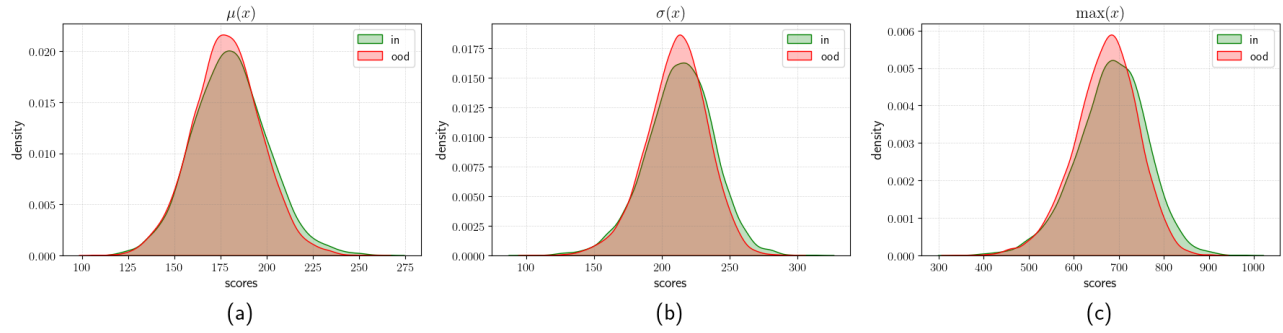 μ(x)
0.020
0.015
0.010
0.005
0.000
density
in
ood
100 125 150 175 200 225 250 275
scores
(a)
σ(x)
0.0175
0.0150
0.0125
0.0100
0.0075
0.0050
0.0025
0.0000
density
in
ood
100 150 200 250 300
scores
(b)
max(x)
0.006
0.005
0.004
0.003
0.002
0.001
0.000
density
in
ood
300 400 500 600 700 800 900 1000
scores
(c)